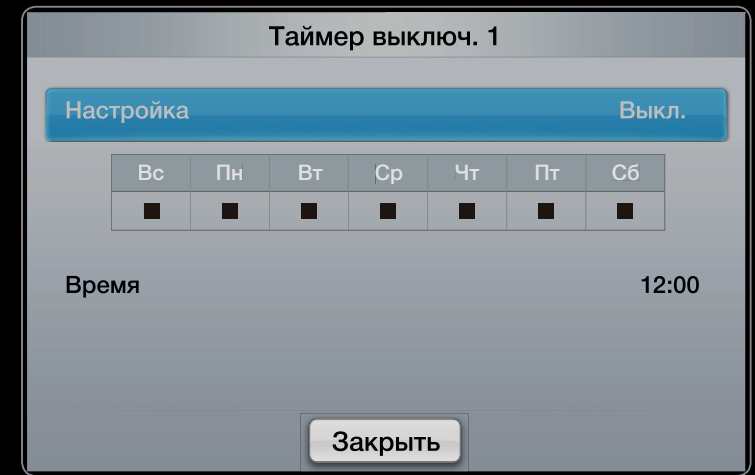 Таймер выключ. 1
Настройка Выкл.
Вс Пн Вт Ср Чт Пт Сб
Время 12:00
Закрыть